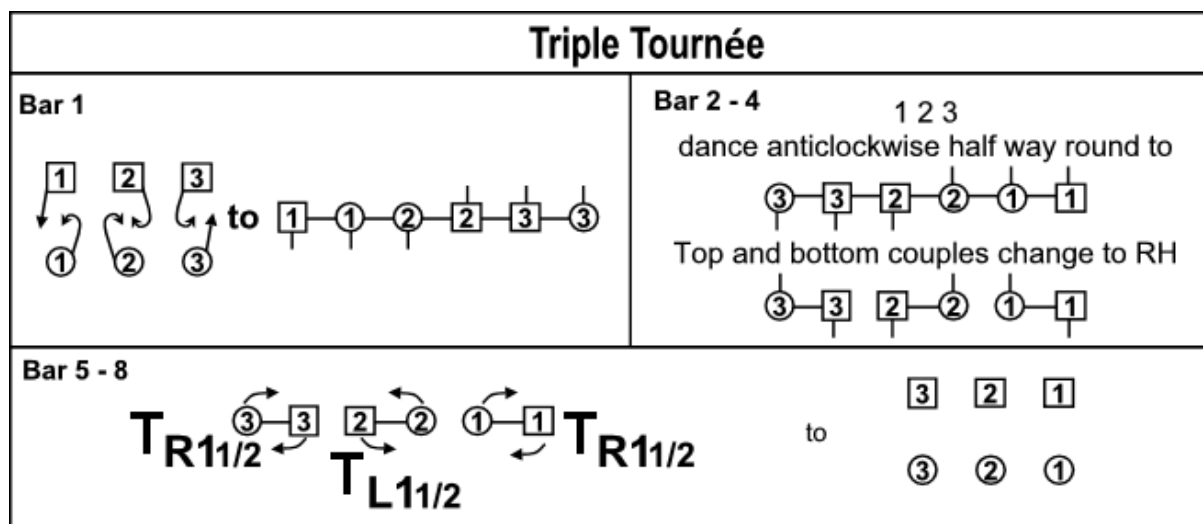 Triple Tournée
Bar 1
1 2 3
1 2 3
to
1 1 2 2 3 3
Bar 2 - 4
1 2 3
dance anticlockwise half way round to
3 3 2 2 1 1
Top and bottom couples change to RH
3 3 2 2 1 1
Bar 5 - 8
TR11/2 3 3 2 2 1 1 TR11/2
TL11/2
to
3 2 1
3 2 1